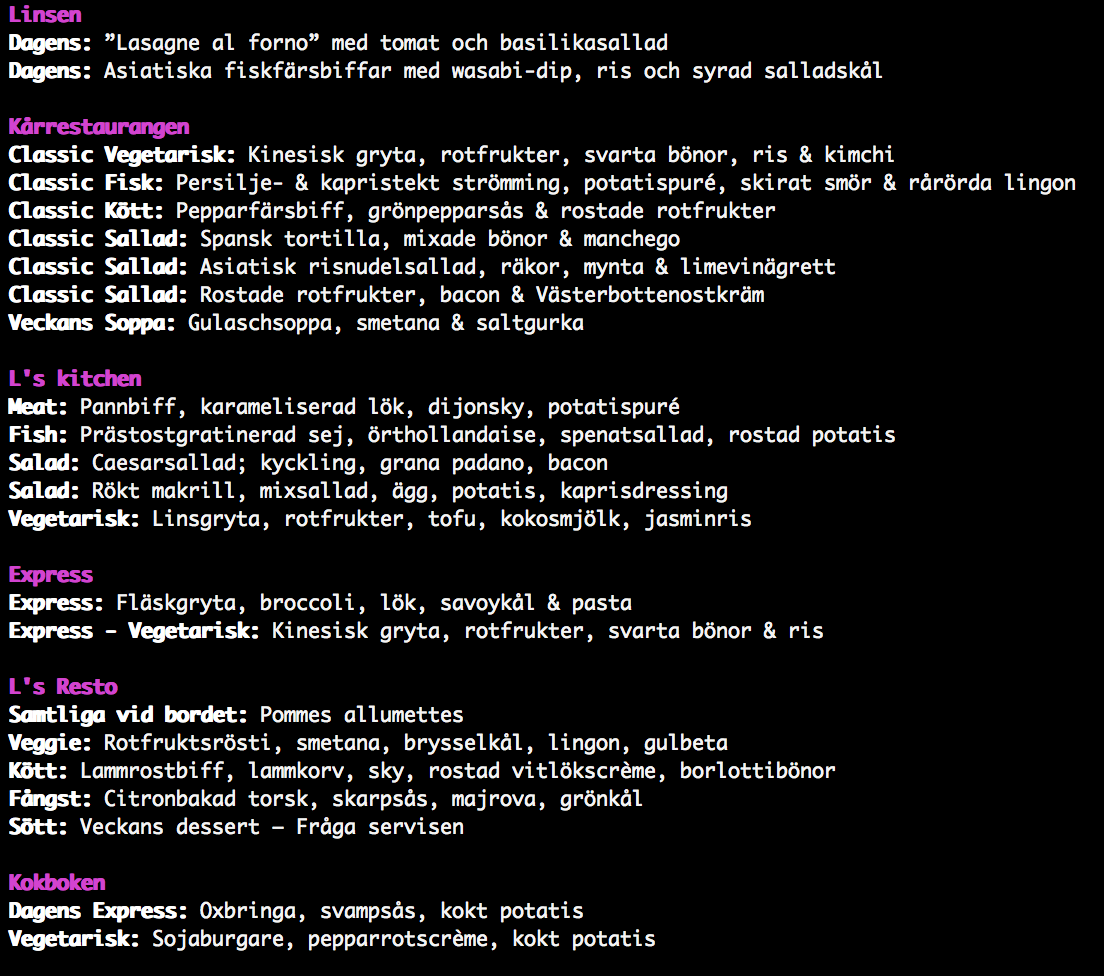 Linsen
Dagens: ”Lasagne al forno” med tomat och basilikasallad
Dagens: Asiatiska fiskfärsbiffar med wasabi-dip, ris och syrad salladskål
Kårrestaurangen
Classic Vegetarisk: Kinesisk gryta, rotfrukter, svarta bönor, ris & kimchi
Classic Fisk: Persilje- & kapristekt strömming, potatispuré, skirat smör & rårörda lingon
Classic Kött: Pepparfärsbiff, grönpepparsås & rostade rotfrukter
Classic Sallad: Spansk tortilla, mixade bönor & manchego
Classic Sallad: Asiatisk risnudelsallad, räkor, mynta & limevinägrett
Classic Sallad: Rostade rotfrukter, bacon & Västerbottenostkräm
Veckans Soppa: Gulaschsoppa, smetana & saltgurka
L's kitchen
Meat: Pannbiff, karameliserad lök, dijonsky, potatispuré
Fish: Prästostgratinerad sej, örthollandaise, spenatsallad, rostad potatis
Salad: Caesarsallad; kyckling, grana padano, bacon
Salad: Rökt makrill, mixsallad, ägg, potatis, kaprisdressing
Vegetarisk: Linsgryta, rotfrukter, tofu, kokosmjölk, jasminris
Express
Express: Fläskgryta, broccoli, lök, savoykål & pasta
Express – Vegetarisk: Kinesisk gryta, rotfrukter, svarta bönor & ris
L's Resto
Samtliga vid bordet: Pommes allumettes
Veggie: Rotfruktsrösti, smetana, brysselkål, lingon, gulbeta
Kött: Lammrostbiff, lammkorv, sky, rostad vitlökscrème, borlottibönor
Fångst: Citronbakad torsk, skarpsås, majrova, grönkål
Sött: Veckans dessert – Fråga servisen
Kokboken
Dagens Express: Oxbringa, svampsås, kokt potatis
Vegetarisk: Sojaburgare, pepparrotscrème, kokt potatis